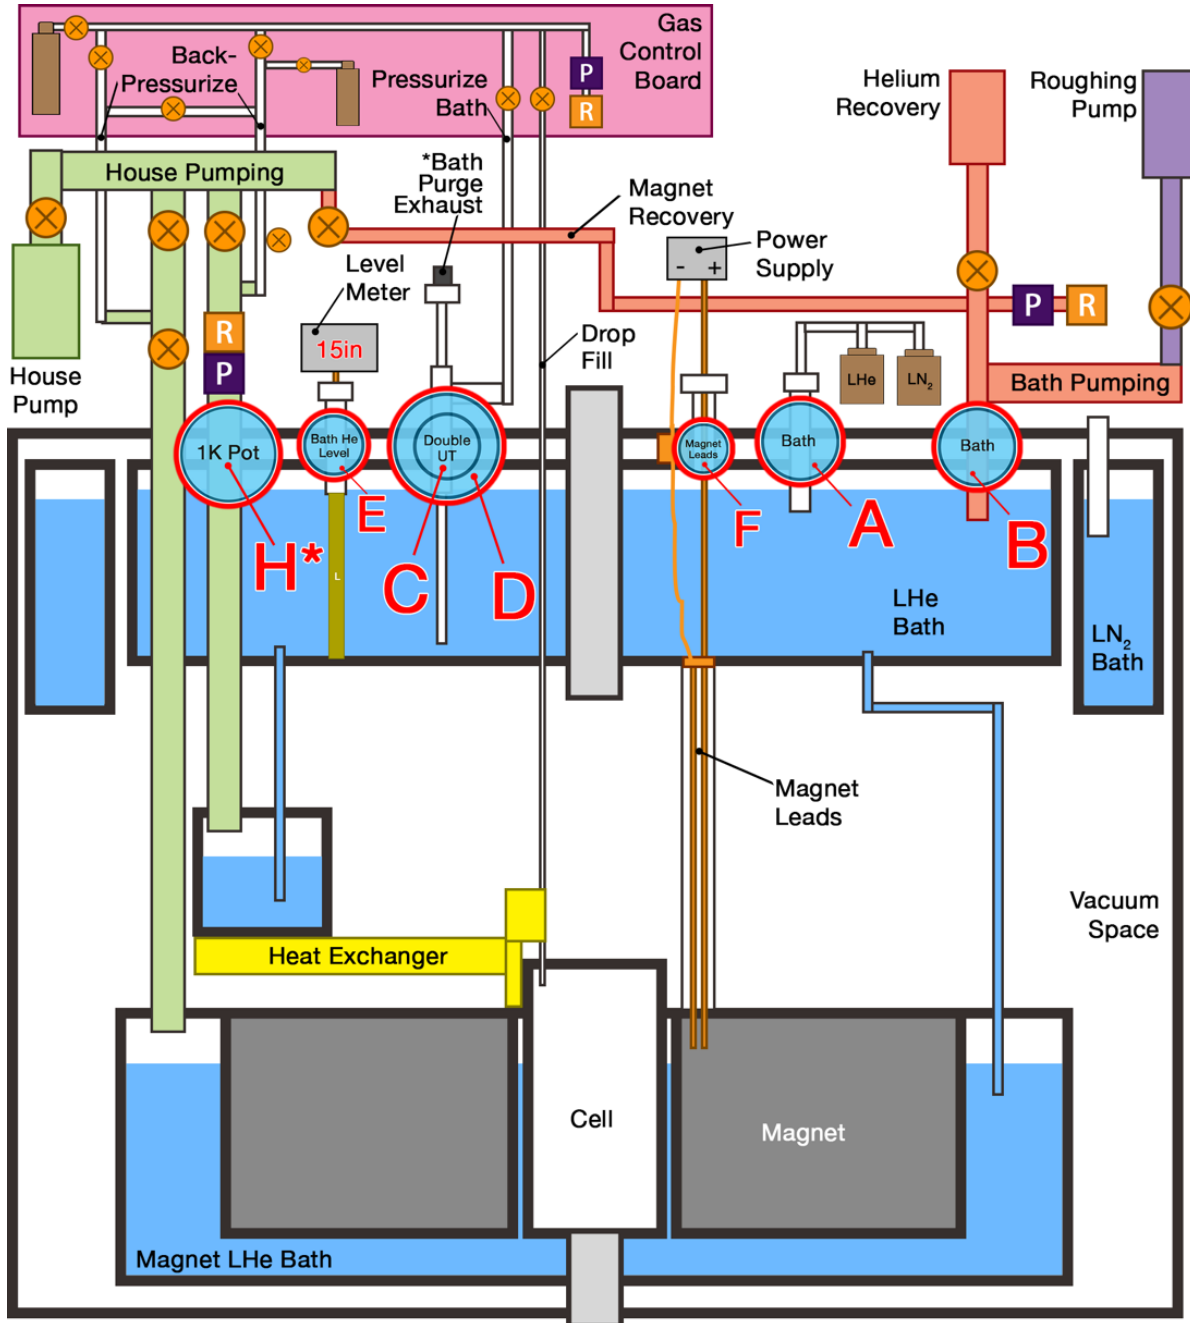 Gas
Control
Board
Back-
Pressurize
Pressurize
Bath
P
R
Helium
Recovery
Roughing
Pump
House Pumping
*Bath
Purge
Exhaust
Magnet
Recovery
Power
Supply
- +
Level
Meter
15in
R
P
P
R
Drop
Fill
LHe
LN2
House
Pump
Bath Pumping
1K Pot
Bath He
Level
Double
UT
Magnet
Leads
Bath
Bath
H*
E
C
D
F
A
B
L
LHe
Bath
LN2
Bath
Magnet
Leads
Vacuum
Space
Heat Exchanger
Cell
Magnet
Magnet LHe Bath